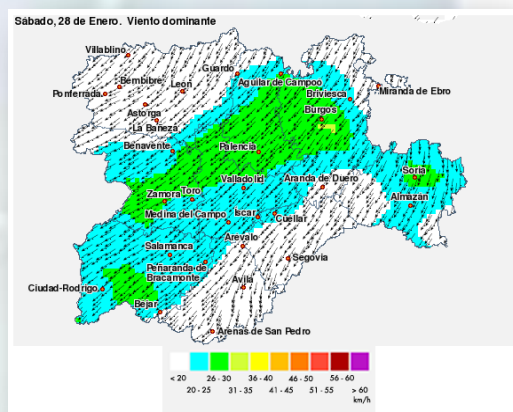 Sábado, 28 de Enero. Viento dominante
Villablino
Guardo
Aguilar de Campoo
Bembibre
León
Ponferrada
Miranda de Ebro
Briviesca
Astorga
Burgos
La Baneza
Benavente
Palencia
Soria
Valladolid
Aranda de Duero
Zamora
Toro
Almazán
Medina del Campo
Iscar
Cuéllar
Arevalo
Salamanca
Segovia
Peñaranda de
Bracamonte
Ciudad-Rodrigo
Avila
Béjar
Arenas de San Pedro
< 20 26 - 30 36 - 40 46 - 50 56 - 60
20 - 25 31 - 35 41 - 45 51 - 55 > 60
km/h